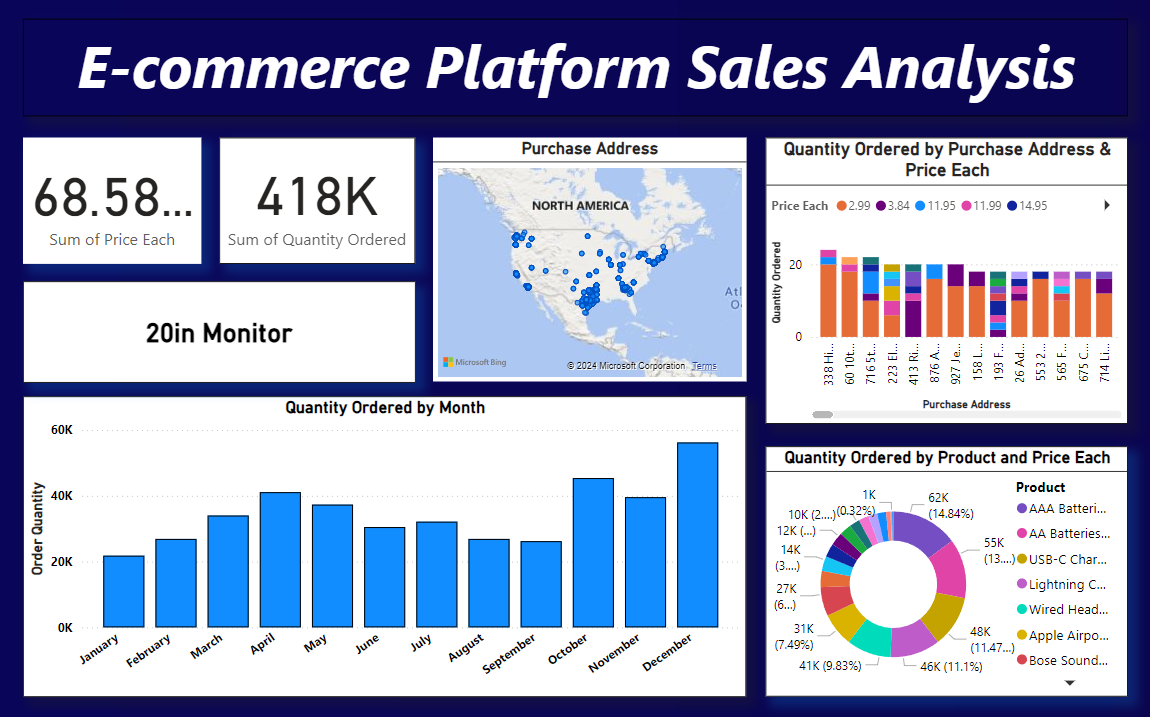 E-commerce Platform Sales Analysis
68.58...
Sum of Price Each
418K
Sum of Quantity Ordered
20in Monitor
Purchase Address
NORTH AMERICA
Atl
O
Microsoft Bing
© 2024 Microsoft Corporation Terms
Quantity Ordered by Purchase Address &
Price Each
Price Each 2.99 3.84 11.95 11.99 14.95
Quantity Ordered
20
0
338 Hi...
60 10t...
716 5t...
223 El...
413 Ri...
876 A...
927 Je...
158 L...
193 F...
26 Ad...
553 2...
565 F...
675 C...
714 Li...
Purchase Address
Quantity Ordered by Month
Order Quantity
60K
40K
20K
0K
January
February
March
April
May
June
July
August
September
October
November
December
Quantity Ordered by Product and Price Each
1K
(0.32%)
62K
(14.84%)
55K
(13....)
48K
(11.47...)
46K (11.1%)
41K (9.83%)
31K
(7.49%)
27K
(6...)
14K
(3....)
12K (...)
10K (2....)
Product
AAA Batteri...
AA Batteries...
USB-C Char...
Lightning C...
Wired Head...
Apple Airpo...
Bose Sound...